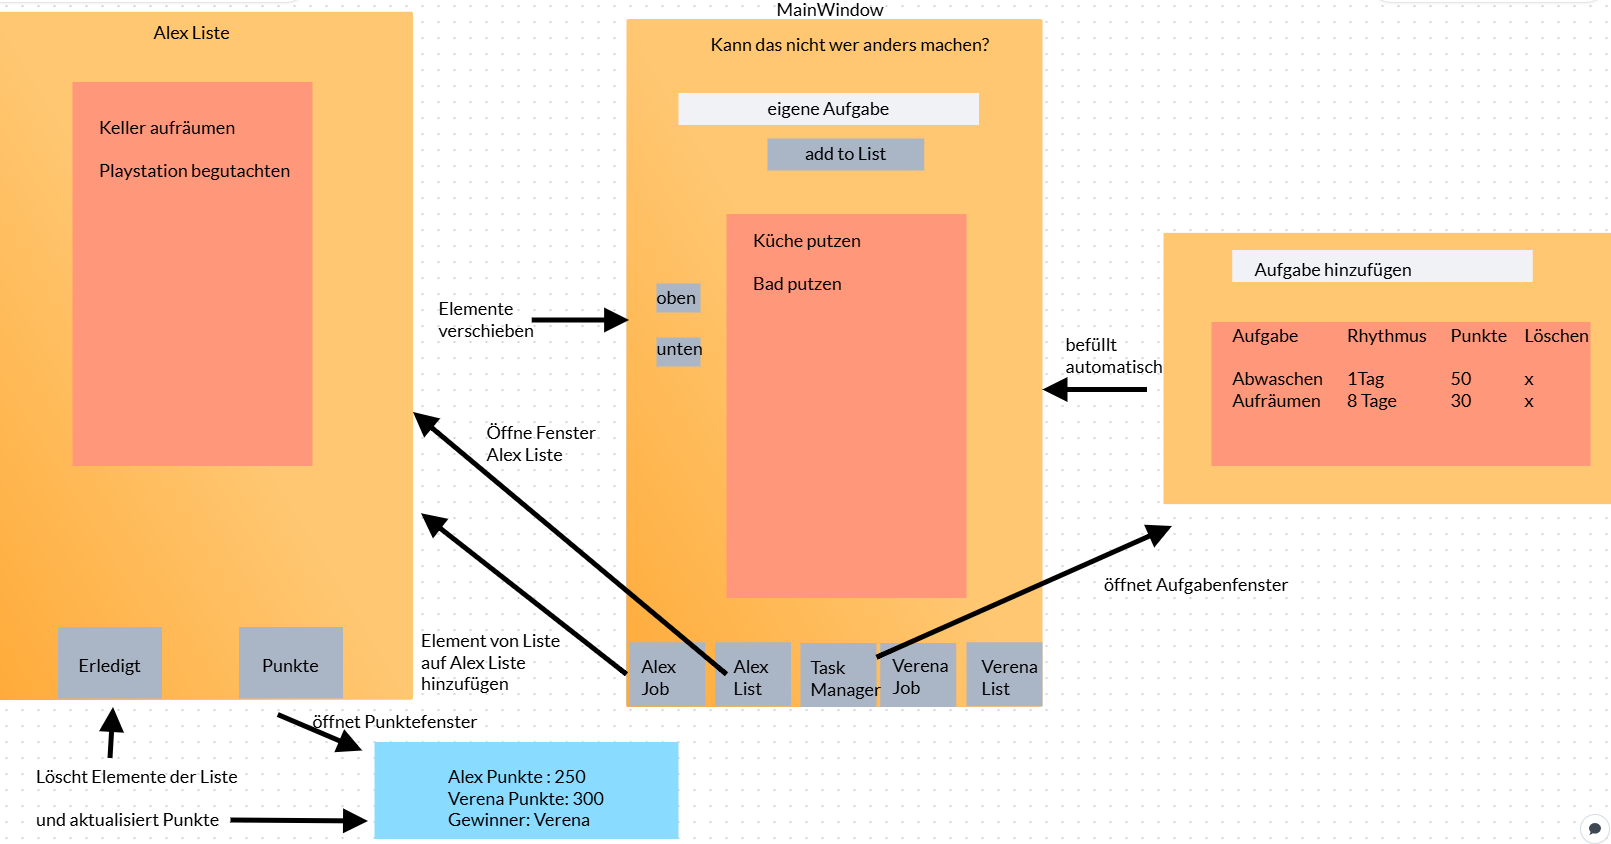 MainWindow
Alex Liste
Keller aufräumen
Playstation begutachten
Erledigt
Punkte
Kann das nicht wer anders machen?
eigene Aufgabe
add to List
Küche putzen
Bad putzen
oben
unten
Elemente
verschieben
Öffne Fenster
Alex Liste
Element von Liste
auf Alex Liste
hinzufügen
Alex
Job
Alex
List
Task
Manager
Verena
Job
Verena
List
befüllt
automatisch
Aufgabe hinzufügen
Aufgabe Rhythmus Punkte Löschen
Abwaschen 1Tag 50 x
Aufräumen 8 Tage 30 x
öffnet Aufgabenfenster
öffnet Punktefenster
Löscht Elemente der Liste
und aktualisiert Punkte
Alex Punkte : 250
Verena Punkte: 300
Gewinner: Verena